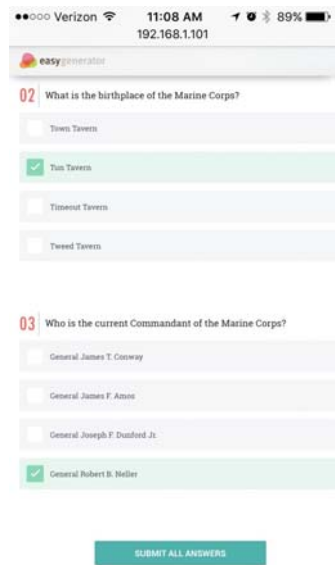 Verizon 11:08 AM 89%
192.168.1.101
easygenerator
02 What is the birthplace of the Marine Corps?
Town Tavern
Tun Tavern
Timeout Tavern
Tweed Tavern
03 Who is the current Commandant of the Marine Corps?
General James T. Conway
General James F. Amos
General Joseph F. Dunford Jr.
General Robert B. Neller
SUBMIT ALL ANSWERS